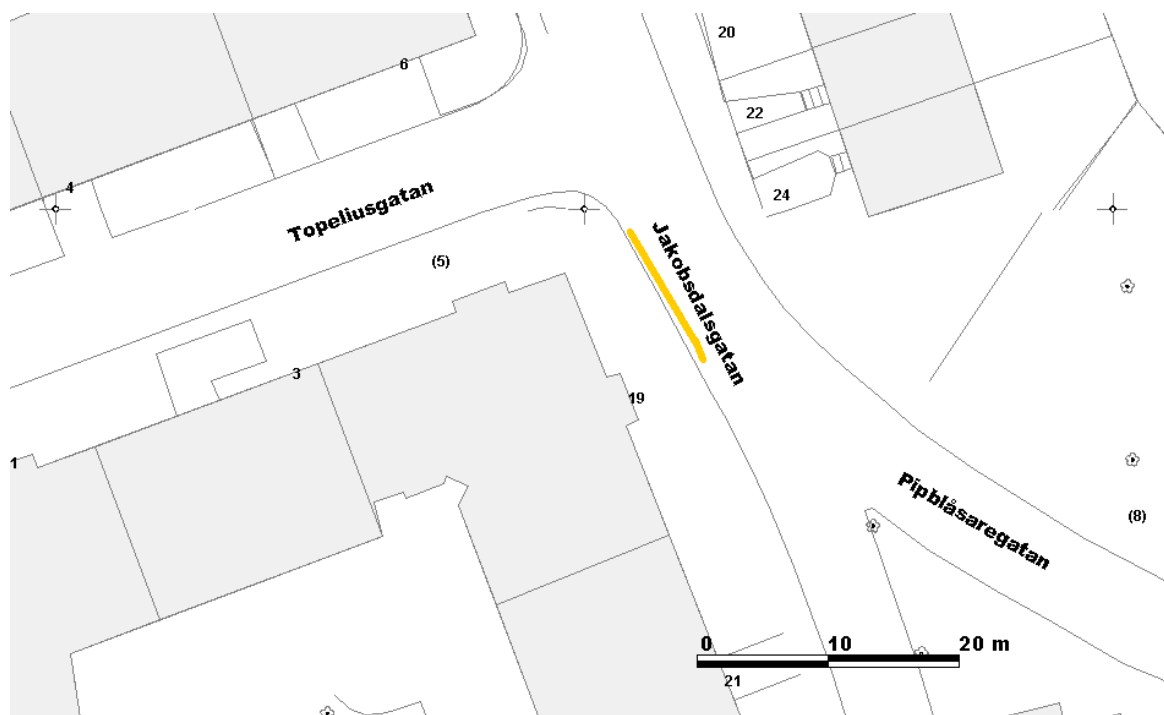 20
6
22
4
24
Topeliusgatan
Jakobsdalsgatan
(5)
3
19
1
Pipblåsaregatan
(8)
0 10 20 m
21